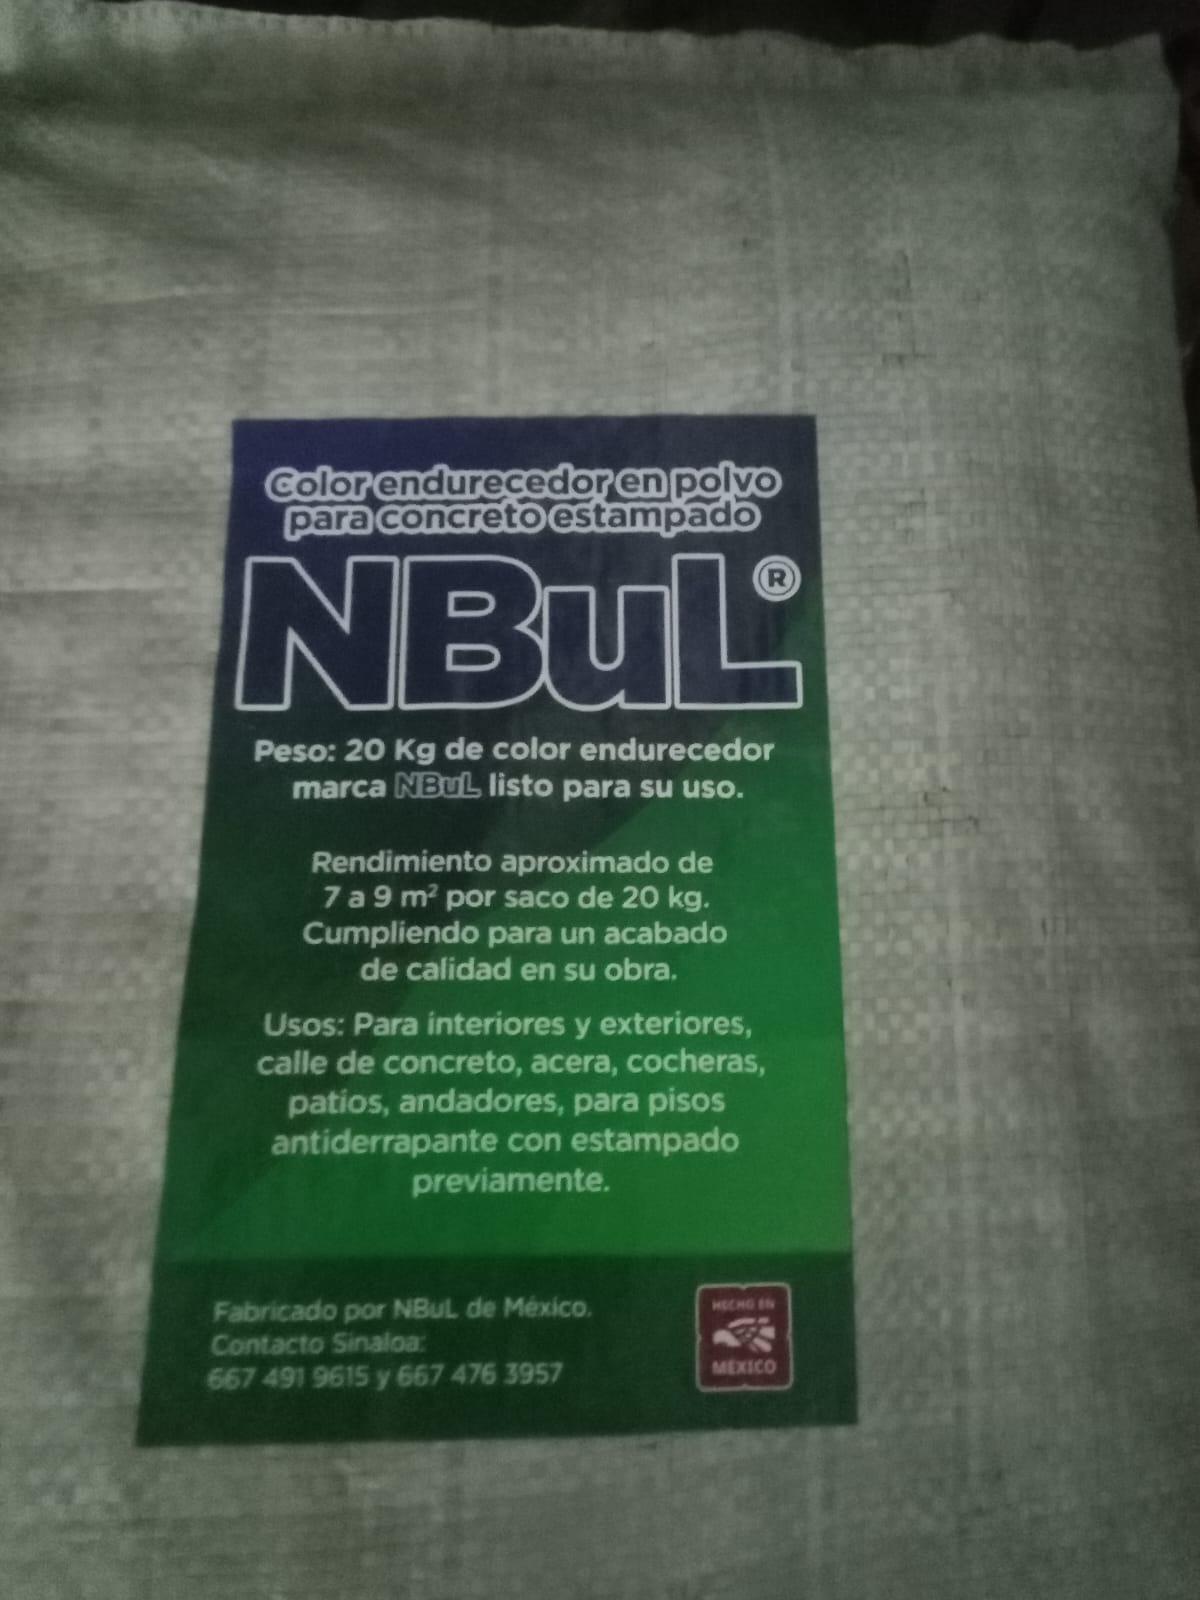 Color endurecedor en polvo
para concreto estampado
NBuL®
Peso: 20 Kg de color endurecedor
marca NBuL listo para su uso.
Rendimiento aproximado de
7 a 9 m² por saco de 20 kg.
Cumpliendo para un acabado
de calidad en su obra.
Usos: Para interiores y exteriores,
calle de concreto, acera, cocheras,
patios, andadores, para pisos
antiderrapante con estampado
previamente.
Fabricado por NBuL de México.
Contacto Sinaloa:
667 491 9615 y 667 476 3957
HECHO EN
MÉXICO